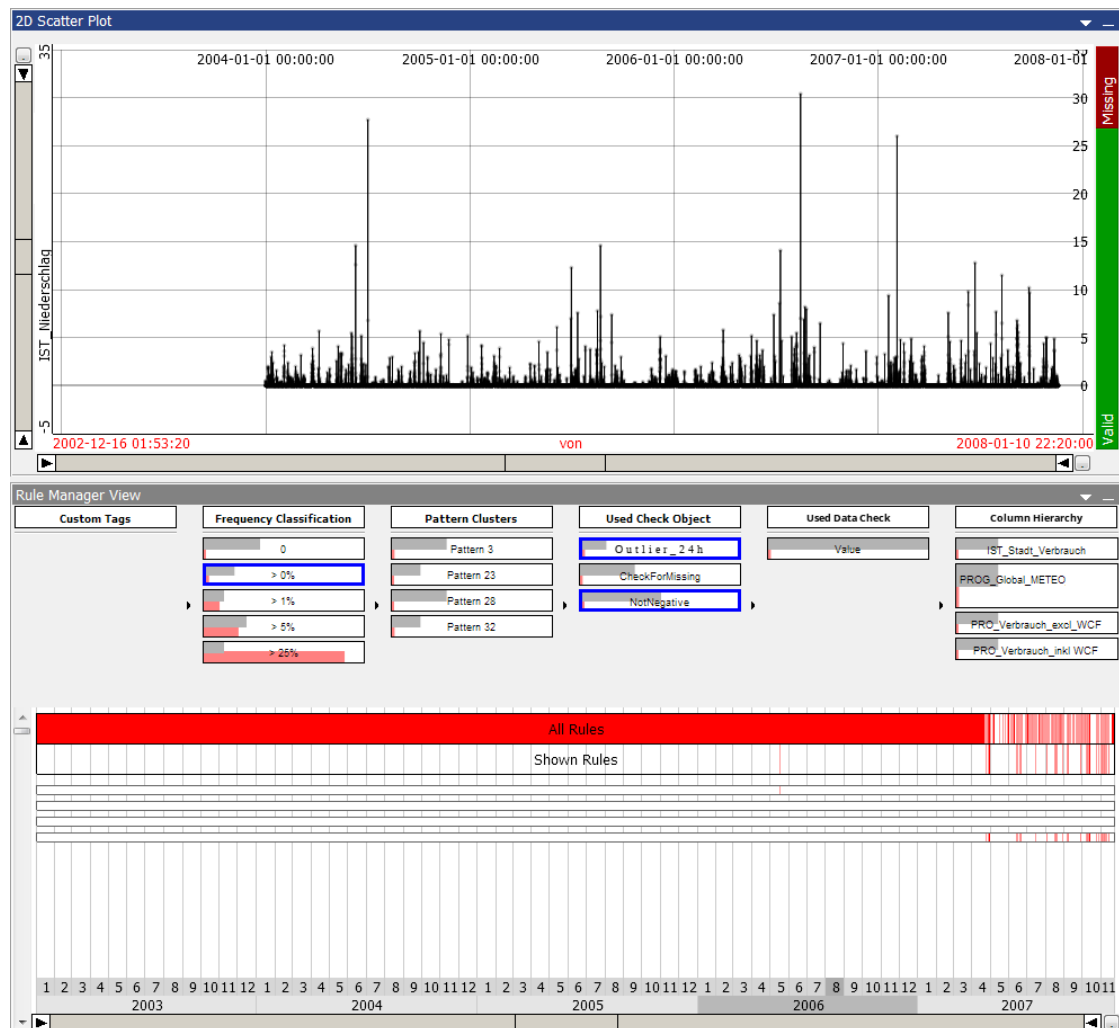 2D Scatter Plot
35
2004-01-01 00:00:00 2005-01-01 00:00:00 2006-01-01 00:00:00 2007-01-01 00:00:00 2008-01-01
30
25
20
15
10
5
0
-5
IST_Niederschlag
Missing
Valid
2002-12-16 01:53:20 von 2008-01-10 22:20:00
Rule Manager View
Custom Tags Frequency Classification Pattern Clusters Used Check Object Used Data Check Column Hierarchy
0 Pattern 3 Outlier_24h Value IST_Stadt_Verbrauch
> 0% Pattern 23 CheckForMissing PROG_Global_METEO
> 1% Pattern 28 NotNegative
> 5% Pattern 32 PRO_Verbrauch_excl_WCF
> 25% PRO_Verbrauch_inkl WCF
All Rules
Shown Rules
1 2 3 4 5 6 7 8 9 10 11 12 1 2 3 4 5 6 7 8 9 10 11 12 1 2 3 4 5 6 7 8 9 10 11 12 1 2 3 4 5 6 7 8 9 10 11 12 1 2 3 4 5 6 7 8 9 10 11
2003 2004 2005 2006 2007